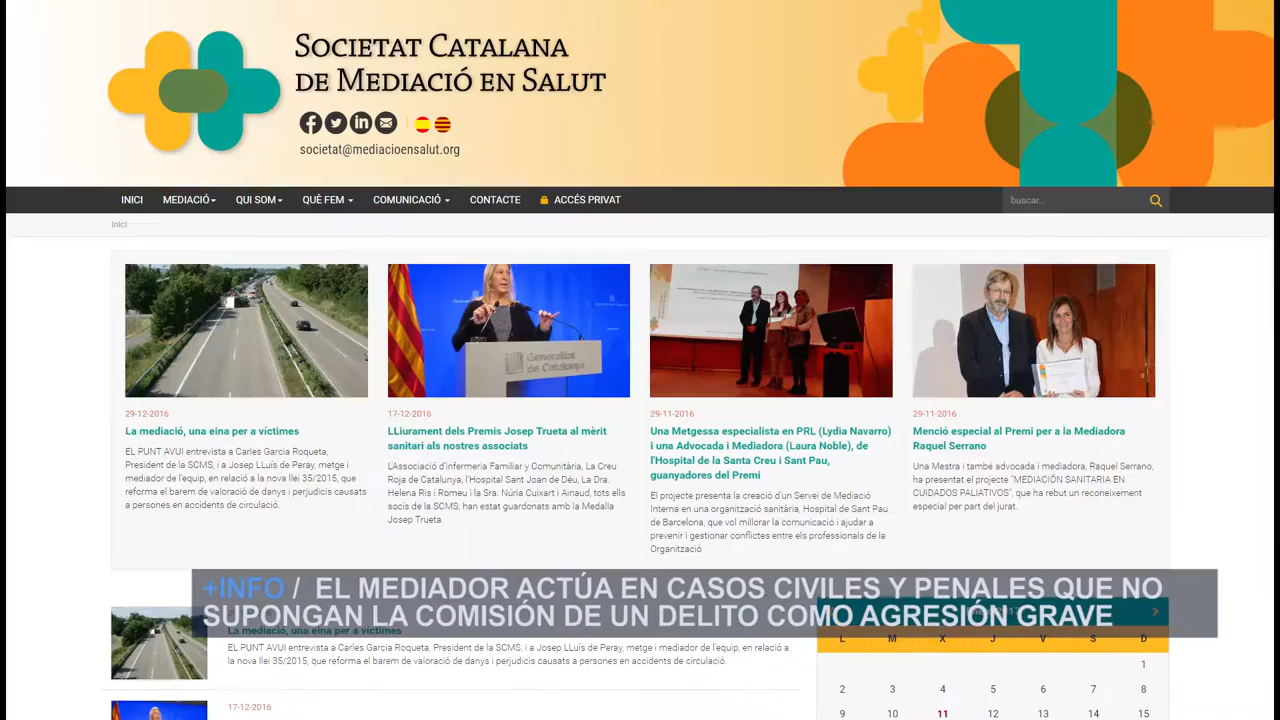 SOCIETAT CATALANA
DE MEDIACIÓ EN SALUT
societat@mediacioensalut.org
INICI MEDIACIÓ QUI SOM QUÈ FEM COMUNICACIÓ CONTACTE ACCÉS PRIVAT buscar...
Inici
Generalitat
de Catalunya
29-12-2016
La mediació, una eina per a víctimes
EL PUNT AVUI entrevista a Carles Garcia Roqueta,
President de la SCMS, i a Josep LLuís de Peray, metge i
mediador de l'equip, en relació a la nova llei 35/2015, que
reforma el barem de valoració de danys i perjudicis causats
a persones en accidents de circulació.
17-12-2016
LLiurament dels Premis Josep Trueta al mèrit
sanitari als nostres associats
L'Associació d'infermeria Familiar y Comunitària, La Creu
Roja de Catalunya, l'Hospital Sant Joan de Déu, La Dra.
Helena Ris i Romeu i la Sra. Núria Cuixart i Ainaud, tots ells
socis de la SCMS, han estat guardonats amb la Medalla
Josep Trueta.
29-11-2016
Una Metgessa especialista en PRL (Lydia Navarro)
i una Advocada i Mediadora (Laura Noble), de
l'Hospital de la Santa Creu i Sant Pau,
guanyadores del Premi
El projecte presenta la creació d'un Servei de Mediació
Interna en una organització sanitària, Hospital de Sant Pau
de Barcelona, que vol millorar la comunicació i ajudar a
prevenir i gestionar conflictes entre els professionals de la
Organització
29-11-2016
Menció especial al Premi per a la Mediadora
Raquel Serrano
Una Mestra i també advocada i mediadora, Raquel Serrano,
ha presentat el projecte "MEDIACIÓN SANITARIA EN
CUIDADOS PALIATIVOS", que ha rebut un reconeixement
especial per part del jurat.
+INFO / EL MEDIADOR ACTÚA EN CASOS CIVILES Y PENALES QUE NO
SUPONGAN LA COMISIÓN DE UN DELITO COMO AGRESIÓN GRAVE
La mediació, una eina per a víctimes
EL PUNT AVUI entrevista a Carles Garcia Roqueta, President de la SCMS, i a Josep LLuís de Peray, metge i mediador de l'equip, en relació a
la nova llei 35/2015, que reforma el barem de valoració de danys i perjudicis causats a persones en accidents de circulació.
17-12-2016
L M X J V S D
1
2 3 4 5 6 7 8
9 10 11 12 13 14 15